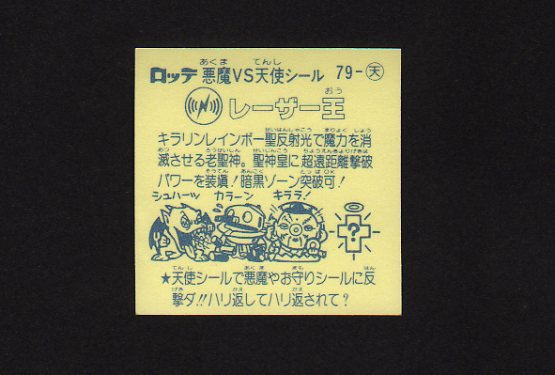 ロッテ 悪魔VS天使シール 79-天
レーザー王
キラリンレインボー聖反射光で魔力を消
滅させる老聖神。聖神皇に超遠距離撃破
パワーを装填!暗黒ゾーン突破可!
シュハーッ カラーン キララ!
?
★天使シールで悪魔やお守りシールに反
撃ダ!!ハリ返してハリ返されて?